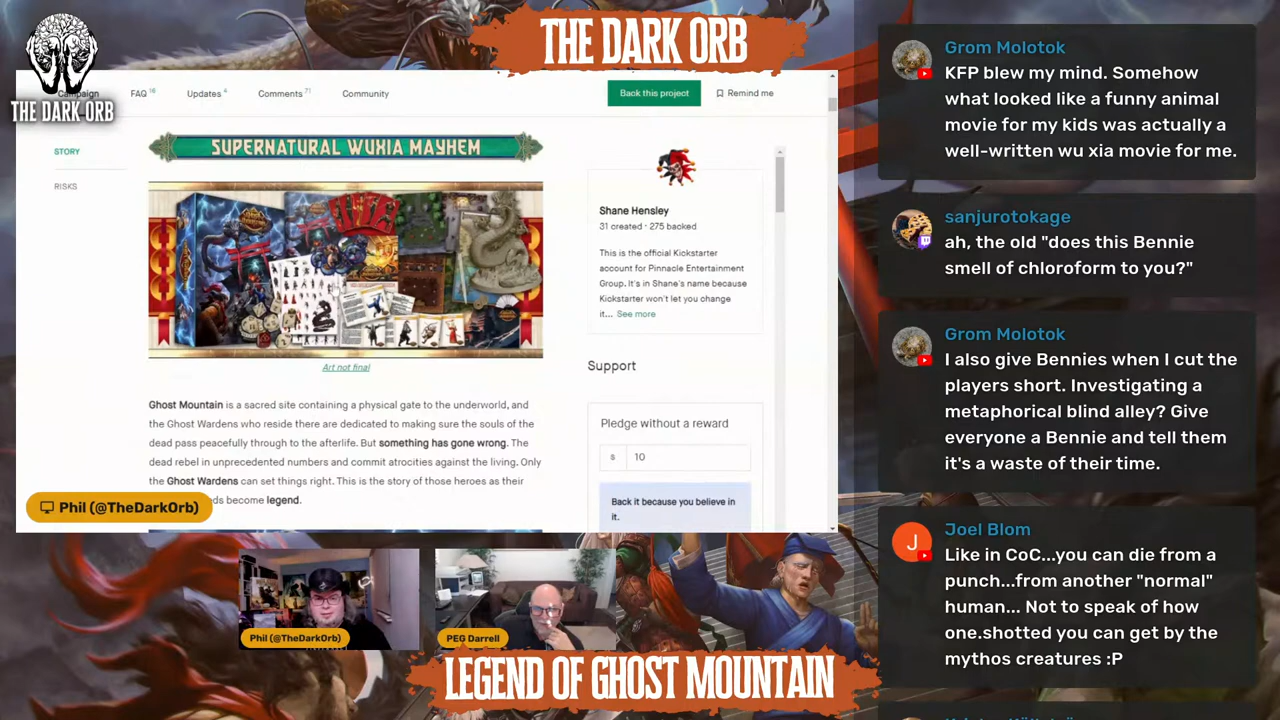 THE DARK ORB
THE DARK ORB
Campaign
FAQ 16
Updates 4
Comments 71
Community
Back this project
Remind me
STORY
RISKS
SUPERNATURAL WUXIA MAYHEM
Art not final
Ghost Mountain is a sacred site containing a physical gate to the underworld, and
the Ghost Wardens who reside there are dedicated to making sure the souls of the
dead pass peacefully through to the afterlife. But something has gone wrong. The
dead rebel in unprecedented numbers and commit atrocities against the living. Only
the Ghost Wardens can set things right. This is the story of those heroes as their
ds become legend.
Shane Hensley
31 created · 275 backed
This is the official Kickstarter
account for Pinnacle Entertainment
Group. It's in Shane's name because
Kickstarter won't let you change
it... See more
Support
Pledge without a reward
$ 10
Back it because you believe in
it.
Phil (@TheDarkOrb)
Phil (@TheDarkOrb)
PEG Darrell
LEGEND OF GHOST MOUNTAIN
Grom Molotok
KFP blew my mind. Somehow
what looked like a funny animal
movie for my kids was actually a
well-written wu xia movie for me.
sanjurotokage
ah, the old "does this Bennie
smell of chloroform to you?"
Grom Molotok
I also give Bennies when I cut the
players short. Investigating a
metaphorical blind alley? Give
everyone a Bennie and tell them
it's a waste of their time.
J
Joel Blom
Like in CoC...you can die from a
punch...from another "normal"
human... Not to speak of how
one.shotted you can get by the
mythos creatures :P